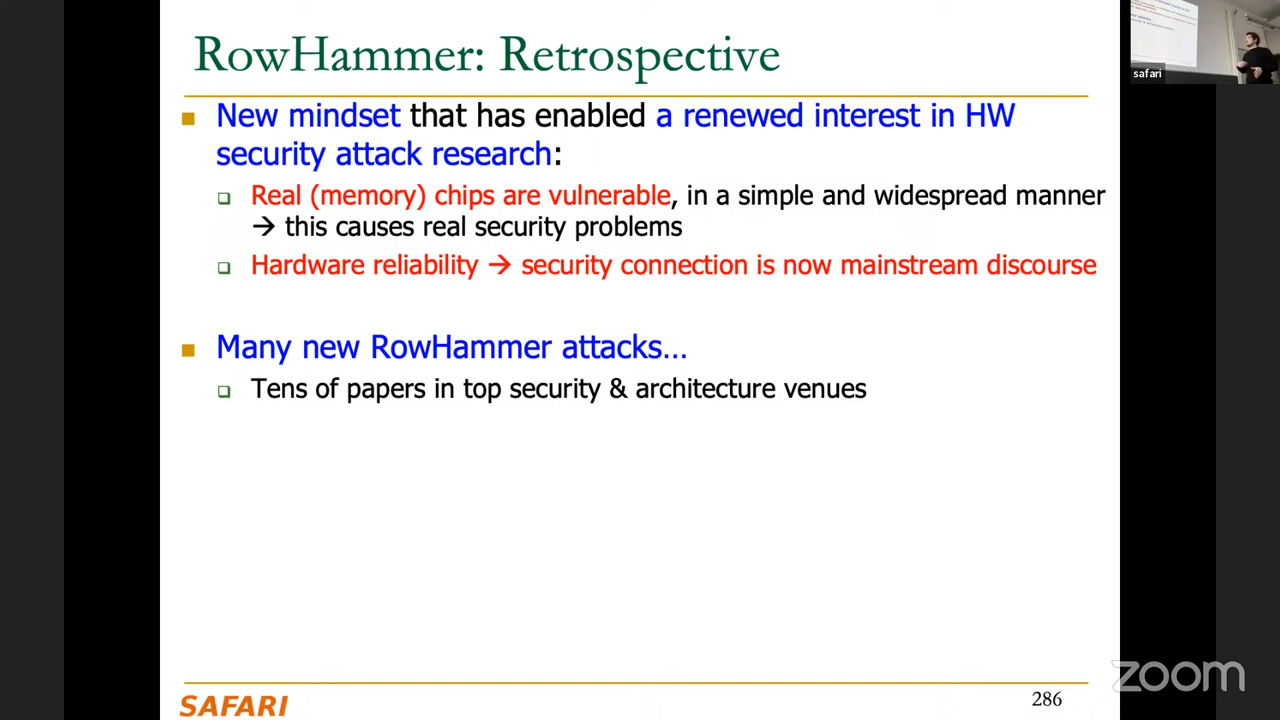 RowHammer: Retrospective
New mindset that has enabled a renewed interest in HW
security attack research:
Real (memory) chips are vulnerable, in a simple and widespread manner
→ this causes real security problems
Hardware reliability → security connection is now mainstream discourse
Many new RowHammer attacks…
Tens of papers in top security & architecture venues
SAFARI
286
safari
zoom